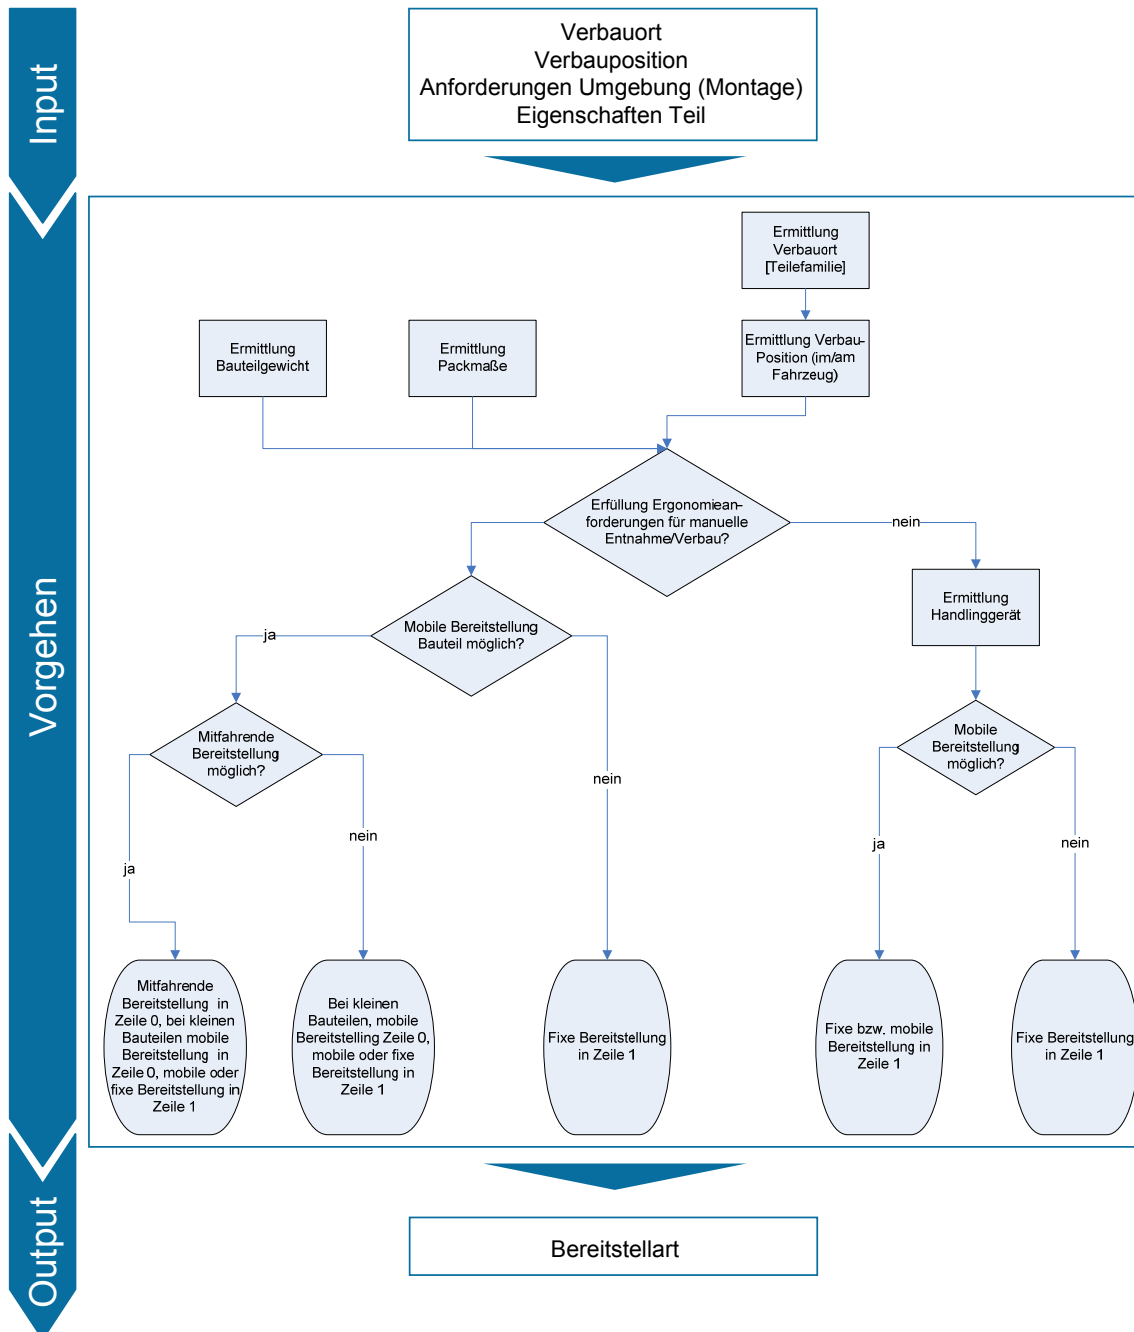 Input
Verbauort
Verbauposition
Anforderungen Umgebung (Montage)
Eigenschaften Teil
Vorgehen
Ermittlung
Verbauort
[Teilefamilie]
Ermittlung
Bauteilgewicht
Ermittlung
Packmaße
Ermittlung Verbau-
Position (im/am
Fahrzeug)
Erfüllung Ergonomiean-
forderungen für manuelle
Entnahme/Verbau?
nein
Ermittlung
Handlinggerät
Mobile Bereitstellung
Bauteil möglich?
ja
nein
Mitfahrende
Bereitstellung
möglich?
ja
nein
Mobile
Bereitstellung
möglich?
ja
nein
Mitfahrende
Bereitstellung in
Zeile 0, bei kleinen
Bauteilen mobile
Bereitstellung in
Zeile 0, mobile oder
fixe Bereitstellung in
Zeile 1
Bei kleinen
Bauteilen, mobile
Bereitstelling Zeile 0,
mobile oder fixe
Bereitstellung in
Zeile 1
Fixe Bereitstellung
in Zeile 1
Fixe bzw. mobile
Bereitstellung in
Zeile 1
Fixe Bereitstellung
in Zeile 1
Output
Bereitstellart